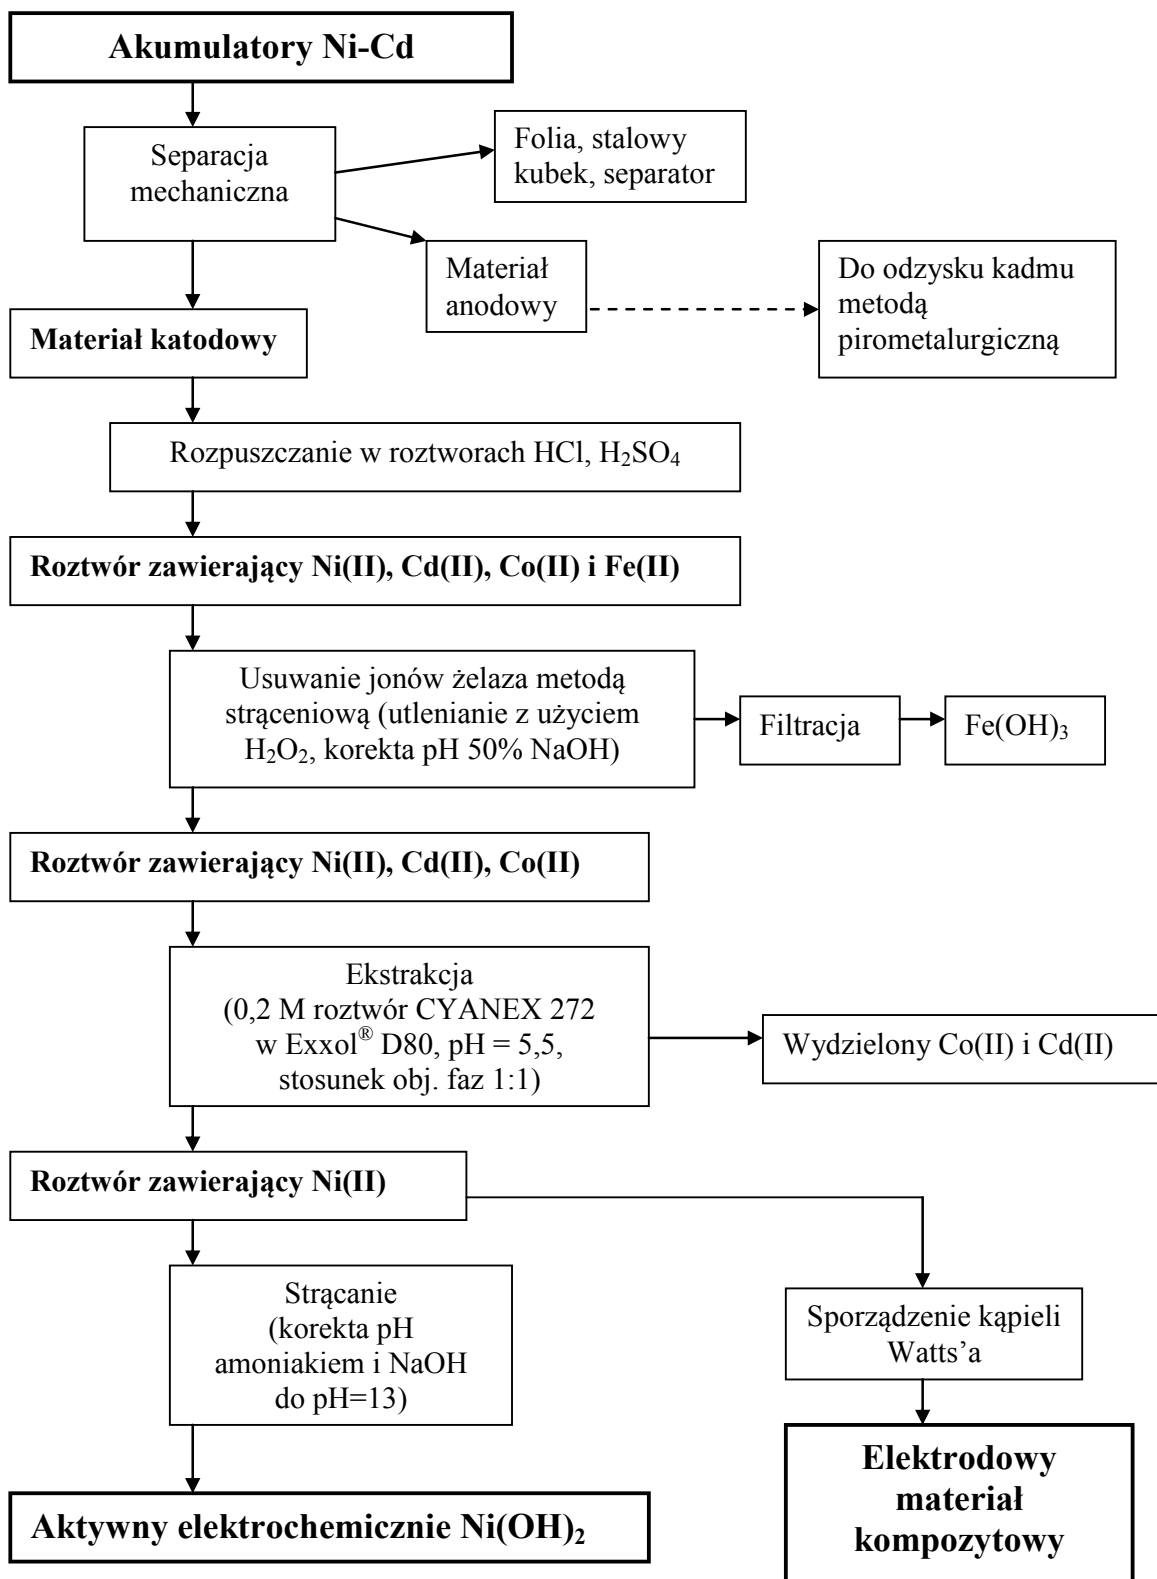 Akumulatory Ni-Cd
Separacja
mechaniczna
Folia, stalowy
kubek, separator
Materiał
anodowy
Do odzysku kadmu
metodą
pirometalurgiczną
Materiał katodowy
Rozpuszczanie w roztworach HCl, H₂SO₄
Roztwór zawierający Ni(II), Cd(II), Co(II) i Fe(II)
Usuwanie jonów żelaza metodą
strąceniową (utlenianie z użyciem
H₂O₂, korekta pH 50% NaOH)
Filtracja
Fe(OH)₃
Roztwór zawierający Ni(II), Cd(II), Co(II)
Ekstrakcja
(0,2 M roztwór CYANEX 272
w Exxol® D80, pH = 5,5,
stosunek obj. faz 1:1)
Wydzielony Co(II) i Cd(II)
Roztwór zawierający Ni(II)
Strącanie
(korekta pH
amoniakiem i NaOH
do pH=13)
Sporządzenie kąpieli
Watts’a
Aktywny elektrochemicznie Ni(OH)₂
Elektrodowy
materiał
kompozytowy